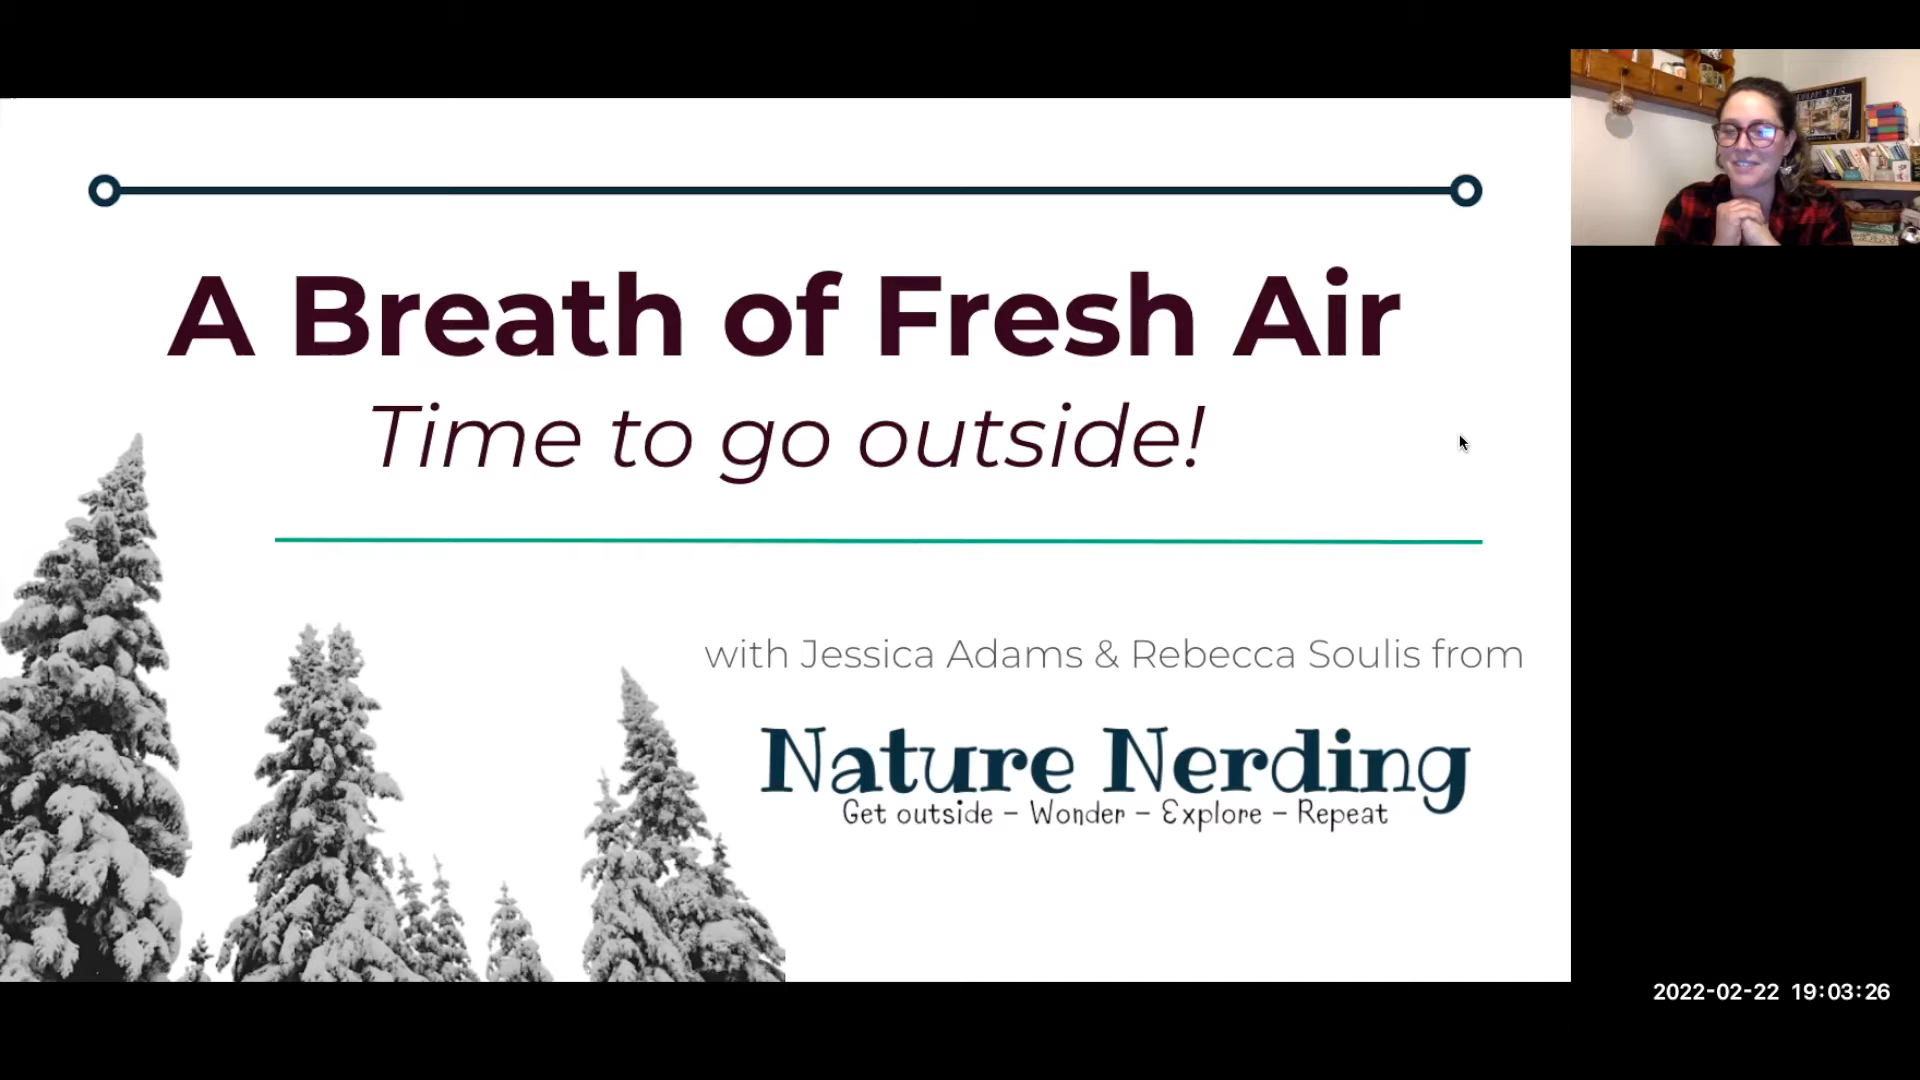 A Breath of Fresh Air
Time to go outside!
with Jessica Adams & Rebecca Soulis from
Nature Nerding
Get outside – Wonder – Explore – Repeat
2022-02-22 19:03:26